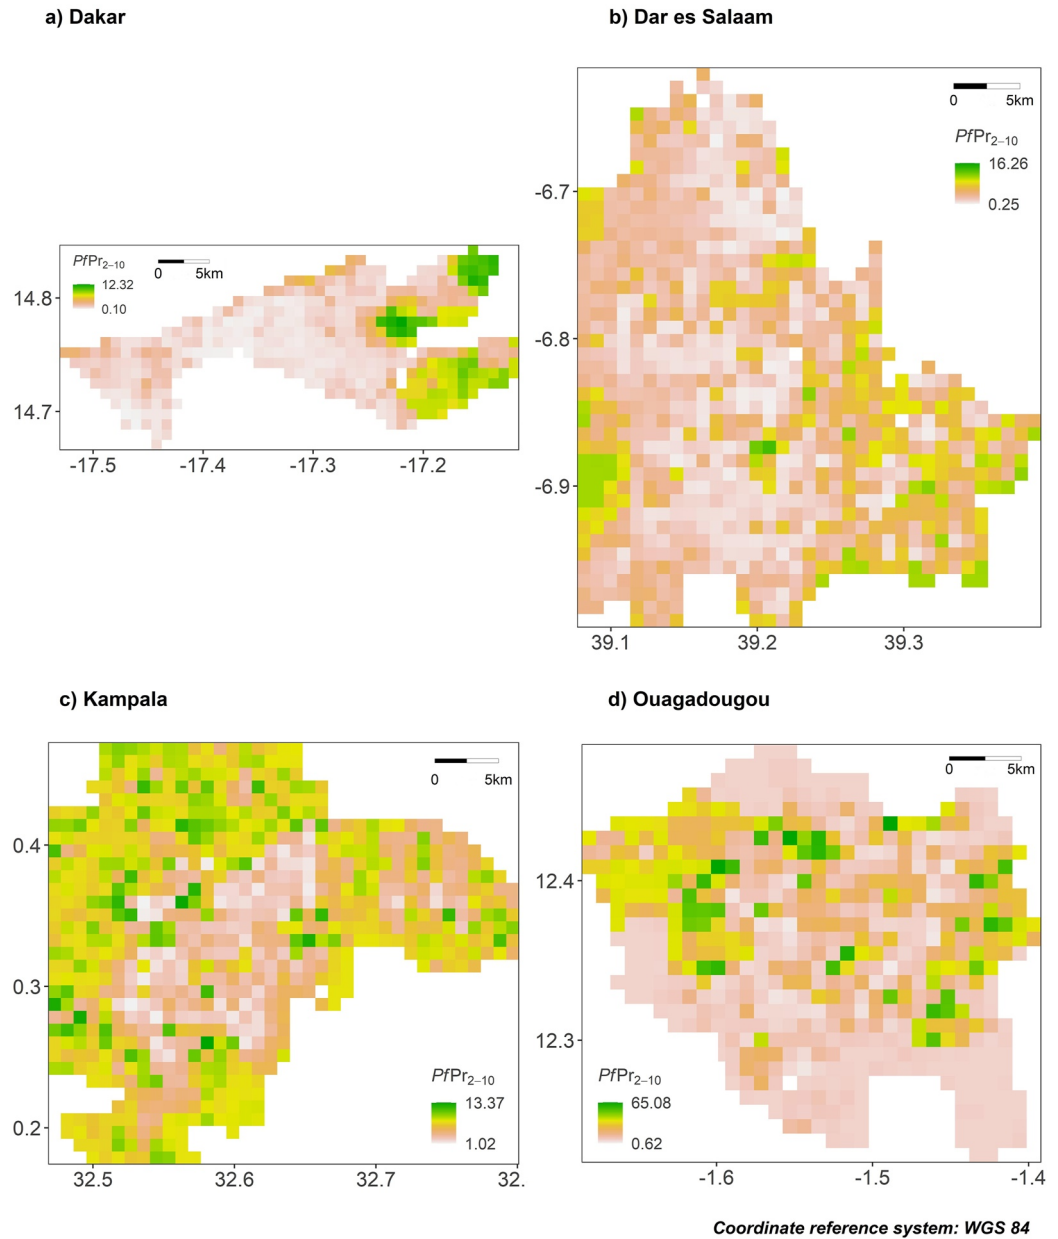 a) Dakar
b) Dar es Salaam
PfPr2–10
12.32
0.10
0 5km
14.8
14.7
-17.5 -17.4 -17.3 -17.2
0 5km
PfPr2–10
16.26
0.25
-6.7
-6.8
-6.9
39.1 39.2 39.3
c) Kampala
d) Ouagadougou
0 5km
0.4
0.3
0.2
PfPr2–10
13.37
1.02
32.5 32.6 32.7 32.
0 5km
12.4
12.3
PfPr2–10
65.08
0.62
-1.6 -1.5 -1.4
Coordinate reference system: WGS 84